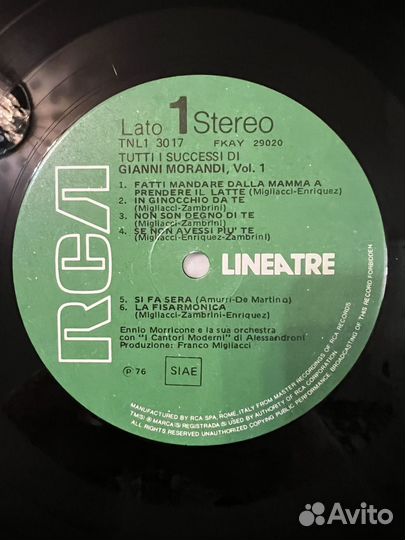 Lato 1 Stereo
TNL1 3017 FKAY 29020
TUTTI I SUCCESSI DI
GIANNI MORANDI, Vol. 1
1. FATTI MANDARE DALLA MAMMA A
PRENDERE IL LATTE (Migliacci-Enriquez)
2. IN GINOCCHIO DA TE
(Migliacci-Zambrini)
3. NON SON DEGNO DI TE
(Migliacci-Zambrini)
4. SE NON AVESSI PIU' TE
(Migliacci-Enriquez-Zambrini)
RCA
LINEATRE
5. SI FA SERA (Amurri-De Martino)
6. LA FISARMONICA
(Migliacci-Zambrini-Enriquez)
Ennio Morricone e la sua orchestra
con "I Cantori Moderni" di Alessandroni
Produzione: Franco Migliacci
℗ 76 SIAE
MANUFACTURED BY RCA SPA, ROME, ITALY FROM MASTER RECORDINGS OF RCA RECORDS
TM(S) ® MARCA(S) REGISTRADA(S) USED BY AUTHORITY OF RCA CORPORATION
ALL RIGHTS RESERVED UNAUTHORIZED COPYING PUBLIC PERFORMANCE BROADCASTING OF THIS RECORD FORBIDDEN
Avito